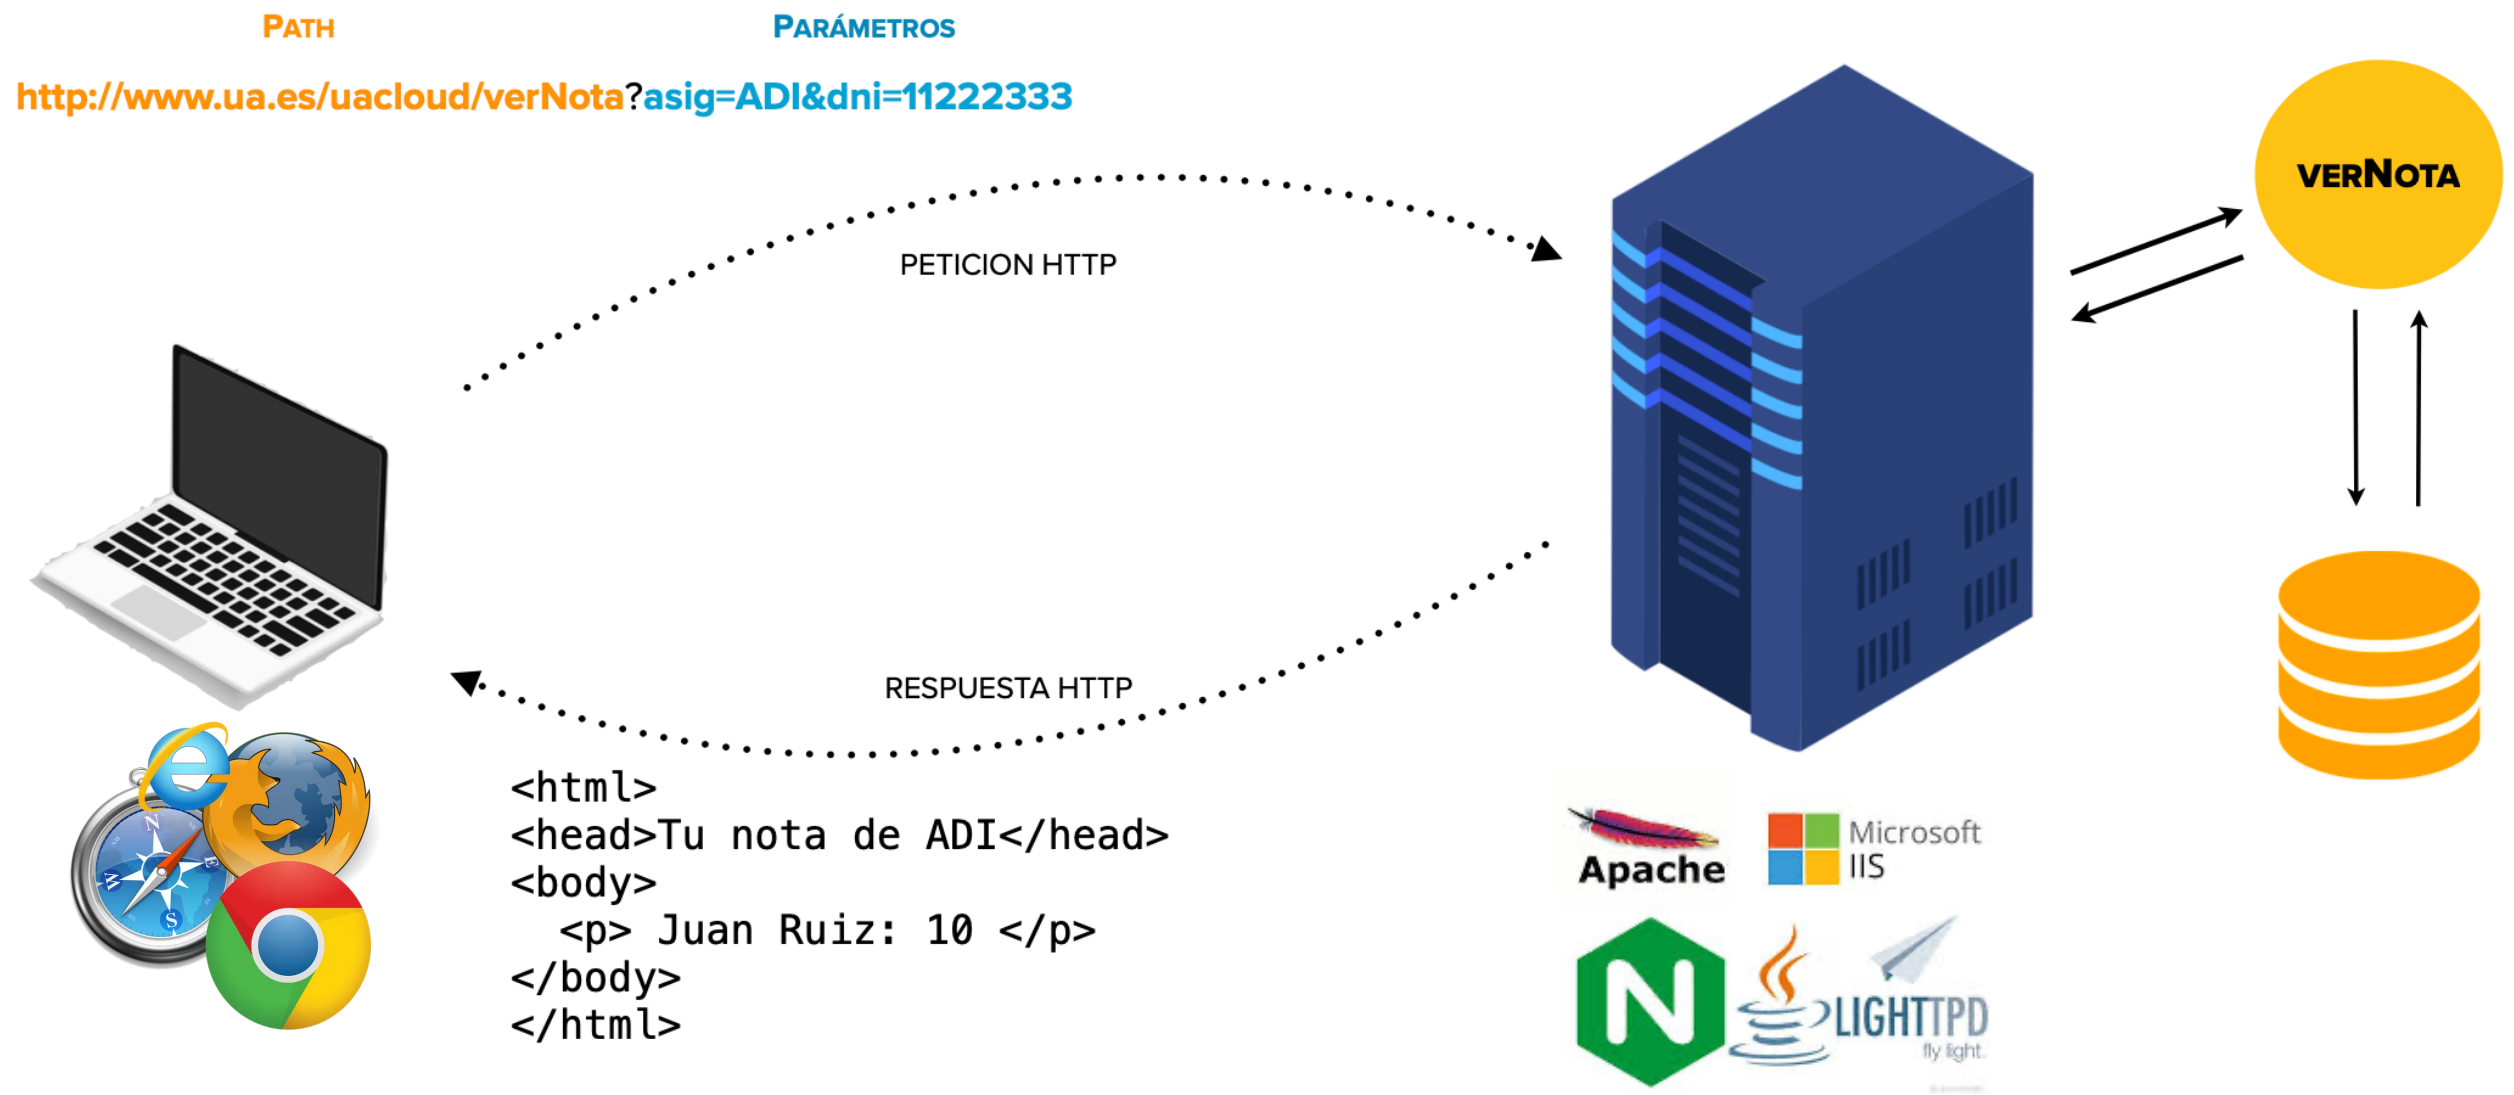 PATH
PARÁMETROS
http://www.ua.es/uacloud/verNota?asig=ADI&dni=11222333
PETICION HTTP
VERNOTA
RESPUESTA HTTP
<html>
<head>Tu nota de ADI</head>
<body>
<p> Juan Ruiz: 10 </p>
</body>
</html>
Apache
Microsoft
IIS
LIGHTTPD
fly light.
N
E
S
W